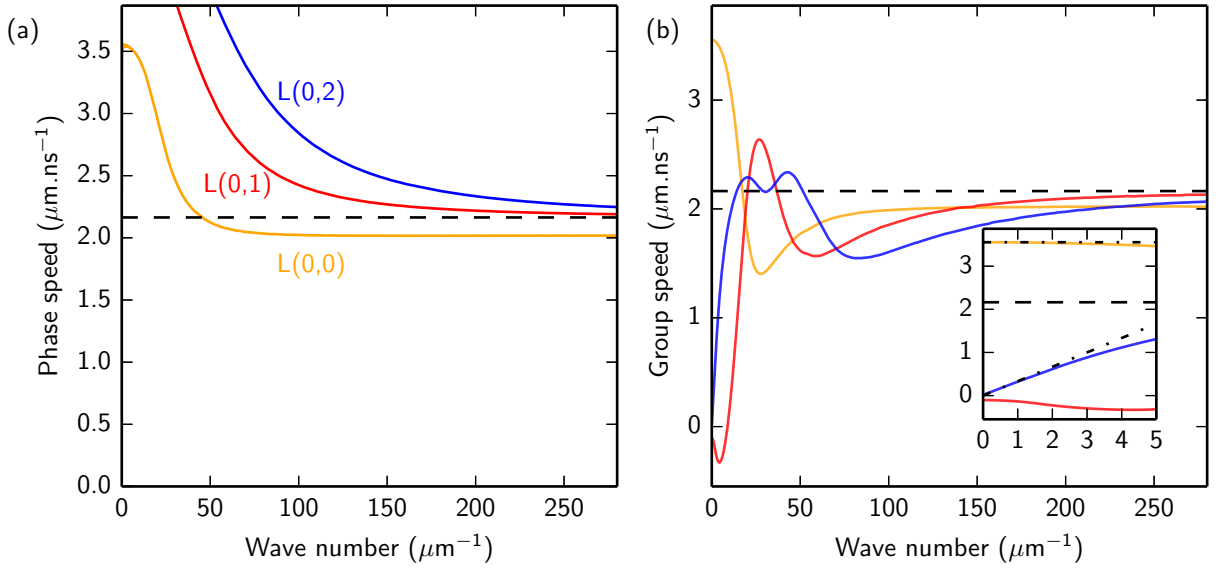 (a)
Phase speed (μm.ns⁻¹)
3.5
3.0
2.5
2.0
1.5
1.0
0.5
0.0
L(0,2)
L(0,1)
L(0,0)
0 50 100 150 200 250
Wave number (μm⁻¹)
(b)
Group speed (μm.ns⁻¹)
3
2
1
0
3
2
1
0
0 1 2 3 4 5
0 50 100 150 200 250
Wave number (μm⁻¹)